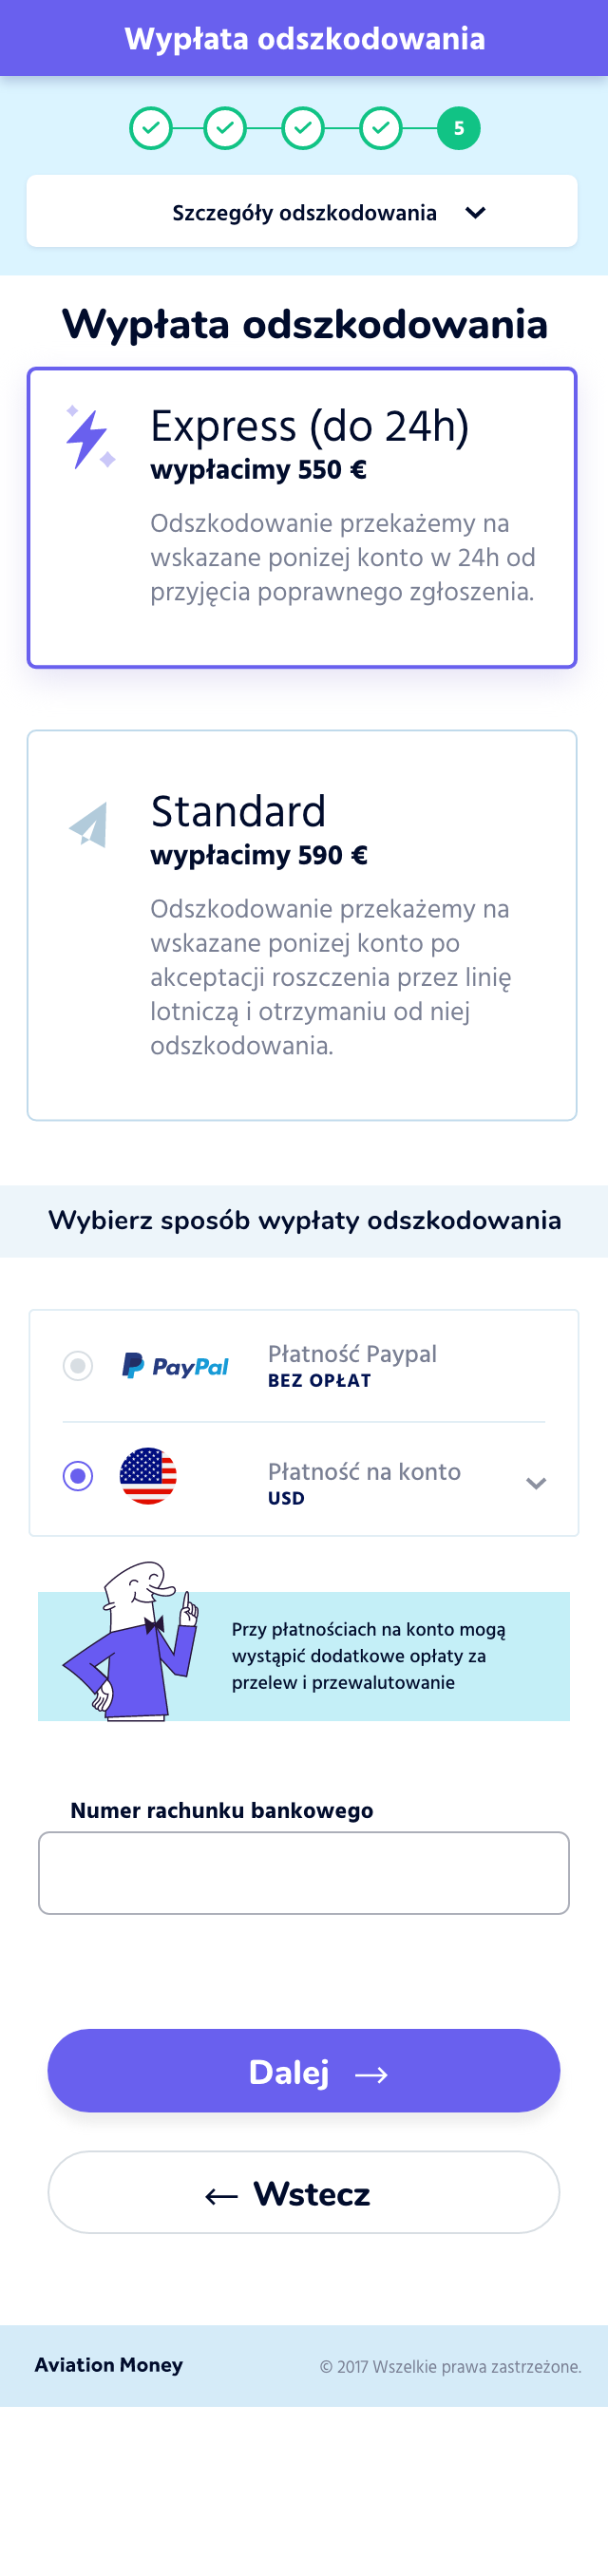 Wypłata odszkodowania
5
Szczegóły odszkodowania
Wypłata odszkodowania
Express (do 24h)
wypłacimy 550 €
Odszkodowanie przekażemy na
wskazane ponizej konto w 24h od
przyjęcia poprawnego zgłoszenia.
Standard
wypłacimy 590 €
Odszkodowanie przekażemy na
wskazane ponizej konto po
akceptacji roszczenia przez linię
lotniczą i otrzymaniu od niej
odszkodowania.
Wybierz sposób wypłaty odszkodowania
PayPal
Płatność Paypal
BEZ OPŁAT
Płatność na konto
USD
Przy płatnościach na konto mogą
wystąpić dodatkowe opłaty za
przelew i przewalutowanie
Numer rachunku bankowego
Dalej
Wstecz
Aviation Money
© 2017 Wszelkie prawa zastrzeżone.